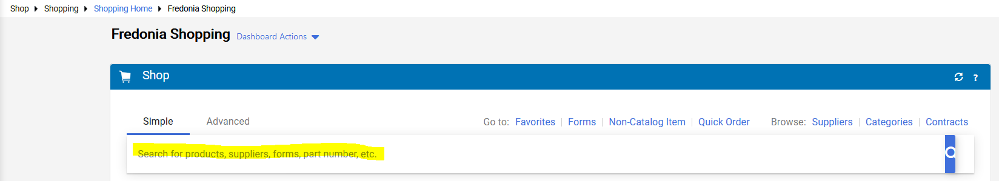 Shop Shopping Shopping Home Fredonia Shopping
Fredonia Shopping Dashboard Actions
Shop ?
Simple Advanced Go to: Favorites | Forms | Non-Catalog Item | Quick Order Browse: Suppliers | Categories | Contracts
Search for products, suppliers, forms, part number, etc.